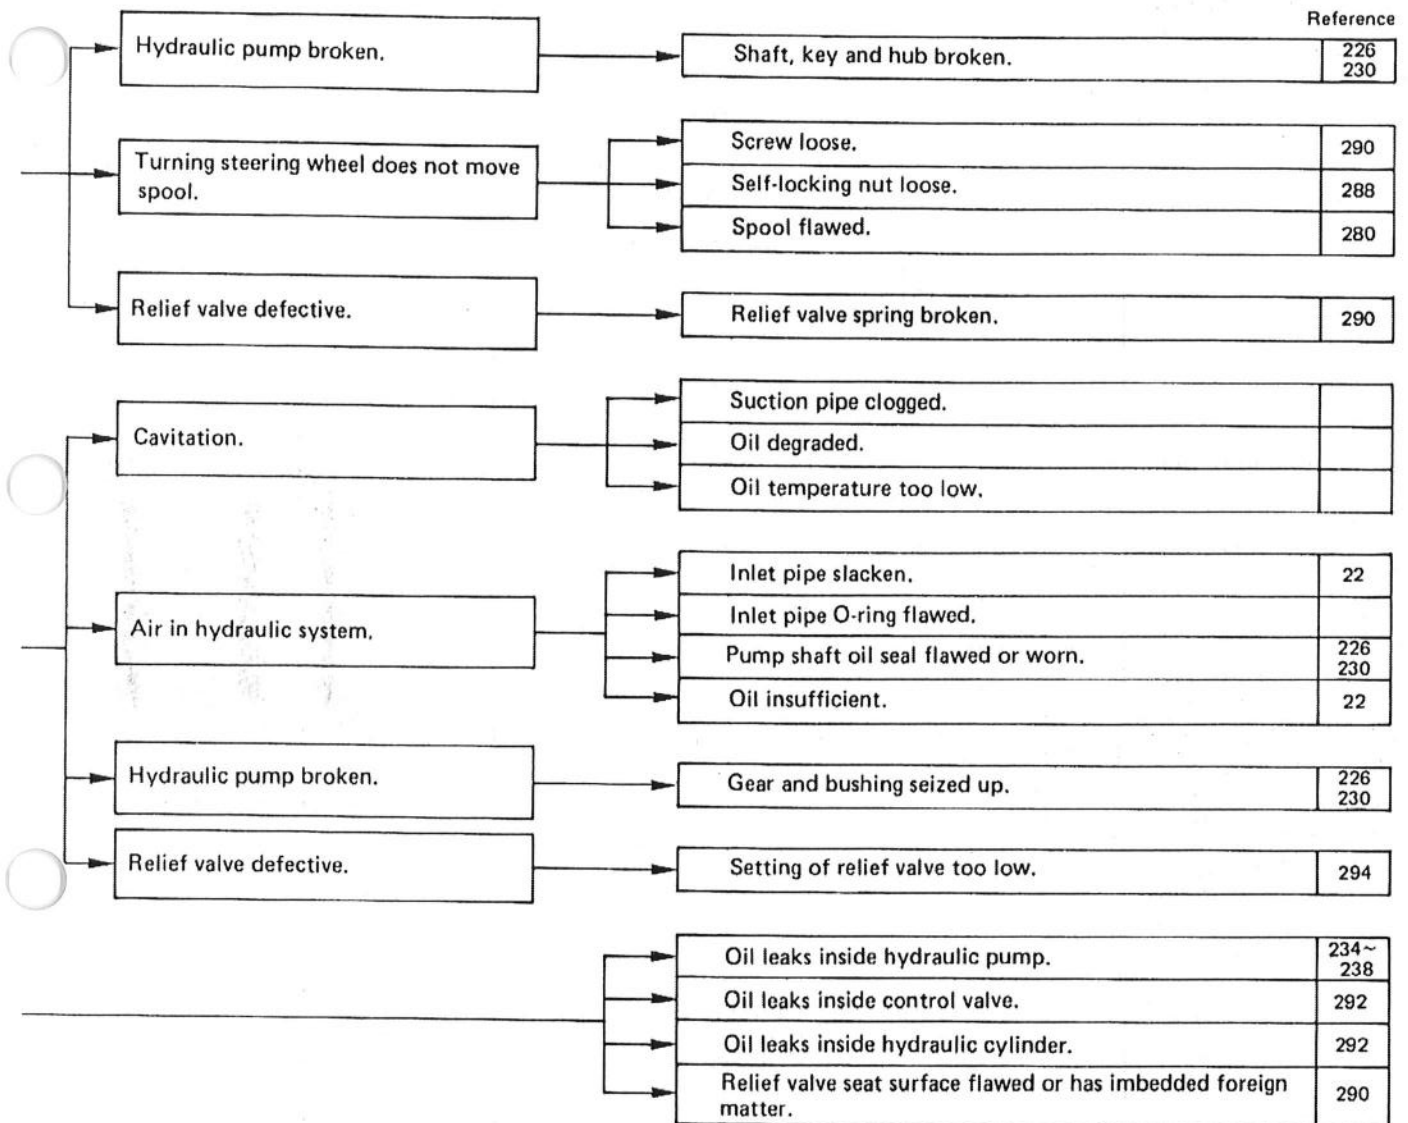 Reference
Hydraulic pump broken.
Shaft, key and hub broken.
226
230
Turning steering wheel does not move
spool.
Screw loose.
290
Self-locking nut loose.
288
Spool flawed.
280
Relief valve defective.
Relief valve spring broken.
290
Cavitation.
Suction pipe clogged.
Oil degraded.
Oil temperature too low.
Air in hydraulic system.
Inlet pipe slacken.
22
Inlet pipe O-ring flawed.
Pump shaft oil seal flawed or worn.
226
230
Oil insufficient.
22
Hydraulic pump broken.
Gear and bushing seized up.
226
230
Relief valve defective.
Setting of relief valve too low.
294
Oil leaks inside hydraulic pump.
234~
238
Oil leaks inside control valve.
292
Oil leaks inside hydraulic cylinder.
292
Relief valve seat surface flawed or has imbedded foreign
matter.
290